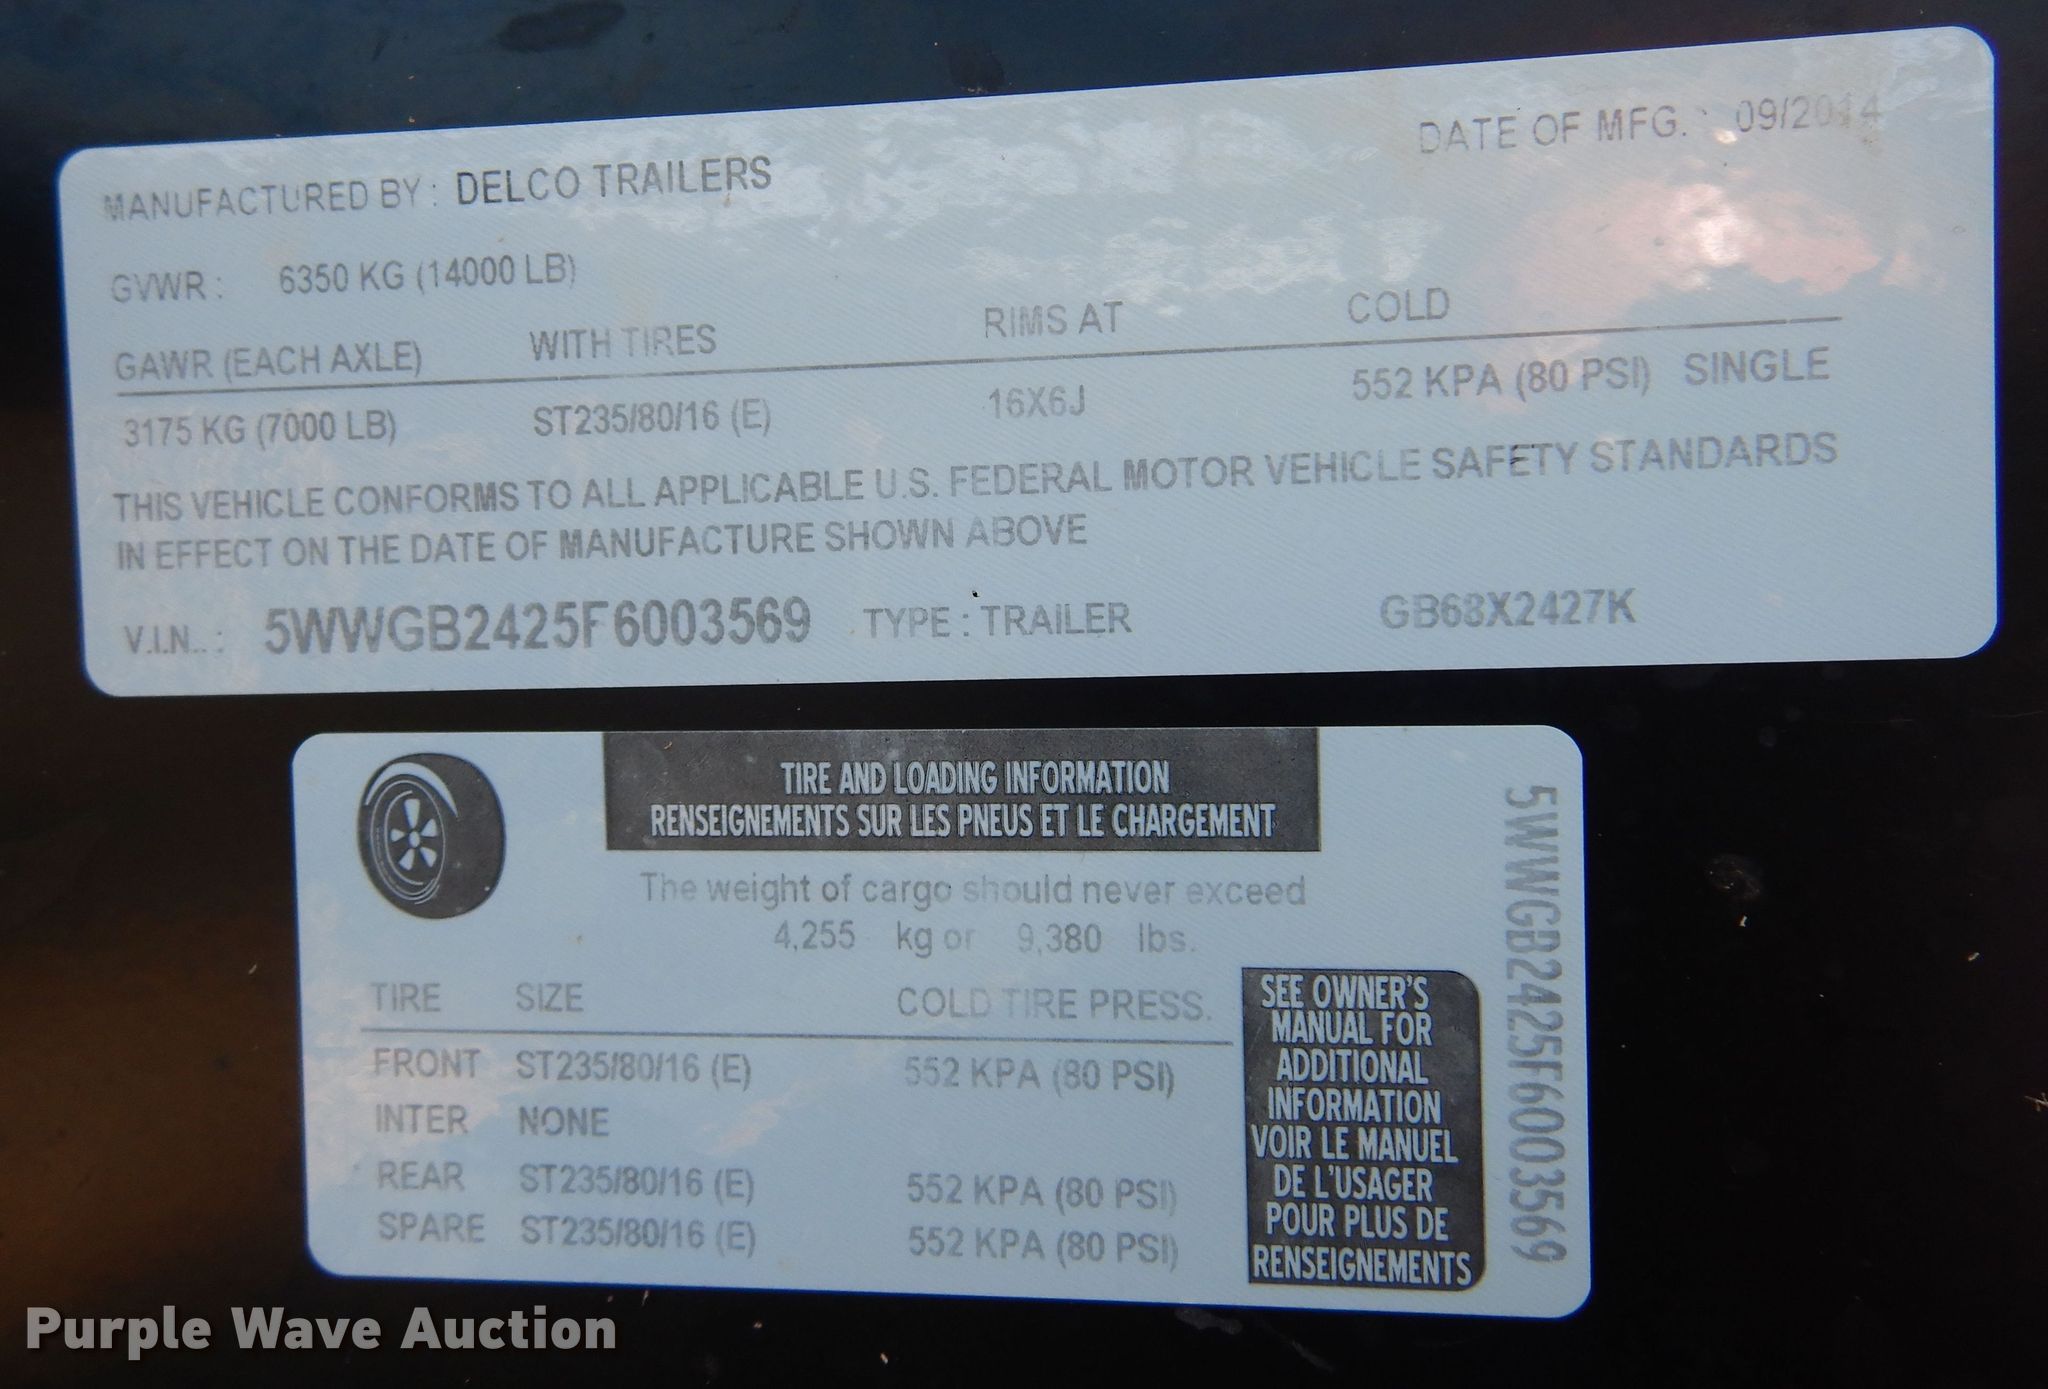 MANUFACTURED BY : DELCO TRAILERS
DATE OF MFG. : 09/2014
GVWR : 6350 KG (14000 LB)
GAWR (EACH AXLE) WITH TIRES RIMS AT COLD
3175 KG (7000 LB) ST235/80/16 (E) 16X6J 552 KPA (80 PSI) SINGLE
THIS VEHICLE CONFORMS TO ALL APPLICABLE U.S. FEDERAL MOTOR VEHICLE SAFETY STANDARDS
IN EFFECT ON THE DATE OF MANUFACTURE SHOWN ABOVE
V.I.N.. : 5WWGB2425F6003569 TYPE : TRAILER GB68X2427K
TIRE AND LOADING INFORMATION
RENSEIGNEMENTS SUR LES PNEUS ET LE CHARGEMENT
The weight of cargo should never exceed
4,255 kg or 9,380 lbs.
TIRE SIZE COLD TIRE PRESS.
FRONT ST235/80/16 (E) 552 KPA (80 PSI)
INTER NONE
REAR ST235/80/16 (E) 552 KPA (80 PSI)
SPARE ST235/80/16 (E) 552 KPA (80 PSI)
SEE OWNER'S
MANUAL FOR
ADDITIONAL
INFORMATION
VOIR LE MANUEL
DE L'USAGER
POUR PLUS DE
RENSEIGNEMENTS
5WWGB2425F6003569
Purple Wave Auction